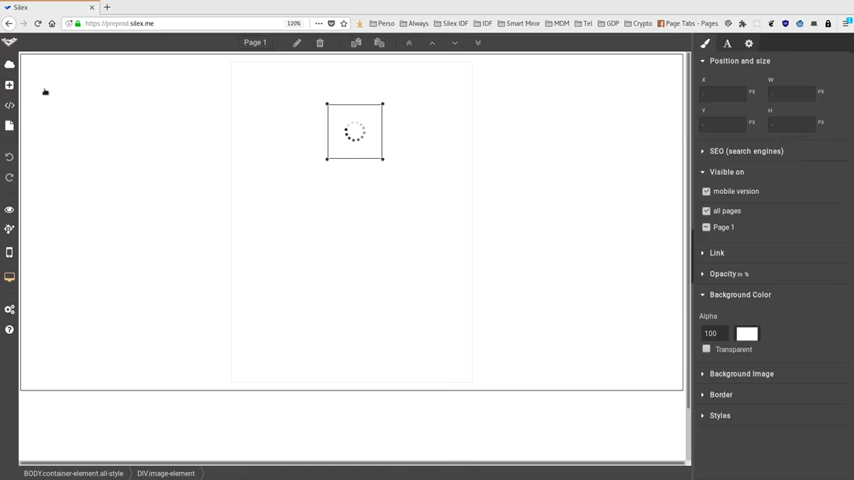 Silex
https://preprod.silex.me
120%
Perso
Always
Silex IDF
IDF
Smart Miror
MDM
Tel
GDP
Crypto
Page Tabs - Pages
Page 1
Position and size
X
W
- PX
- PX
Y
H
- PX
- PX
SEO (search engines)
Visible on
mobile version
all pages
Page 1
Link
Opacity in %
Background Color
Alpha
100
Transparent
Background Image
Border
Styles
BODY.container-element.all-style
DIV.image-element